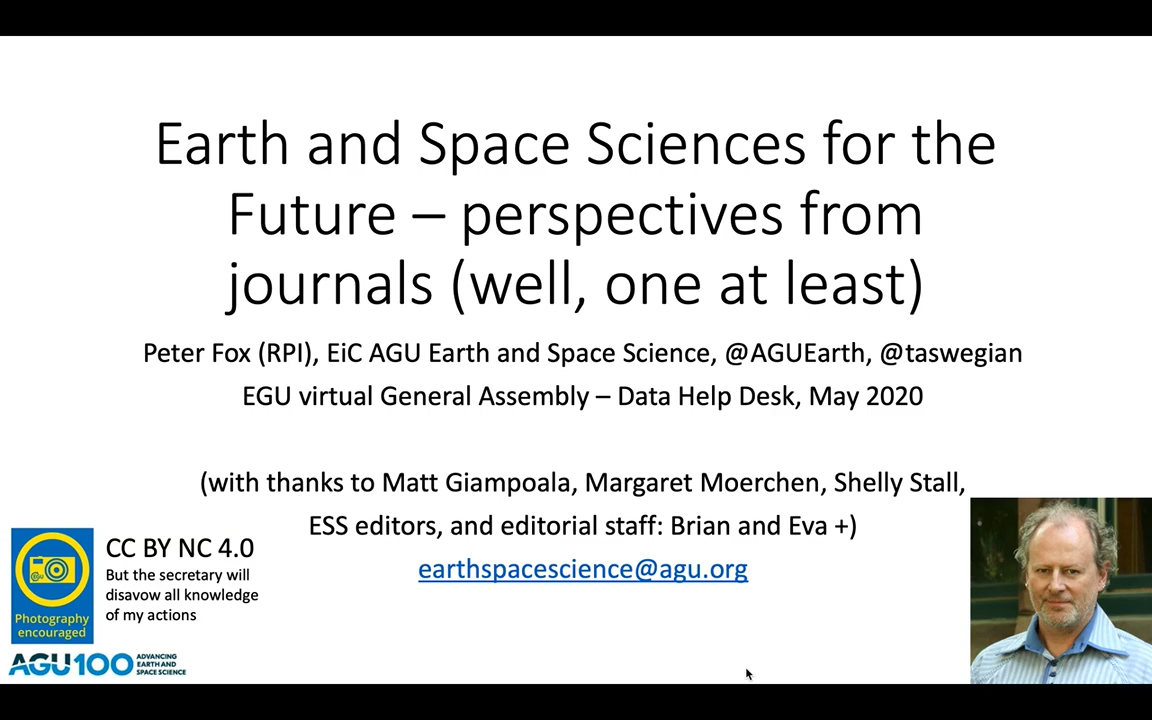 Earth and Space Sciences for the
Future – perspectives from
journals (well, one at least)
Peter Fox (RPI), EiC AGU Earth and Space Science, @AGUEarth, @taswegian
EGU virtual General Assembly – Data Help Desk, May 2020
(with thanks to Matt Giampoala, Margaret Moerchen, Shelly Stall,
ESS editors, and editorial staff: Brian and Eva +)
earthspacescience@agu.org
CC BY NC 4.0
But the secretary will
disavow all knowledge
of my actions
Photography
encouraged
AGU100
ADVANCING
EARTH AND
SPACE SCIENCE